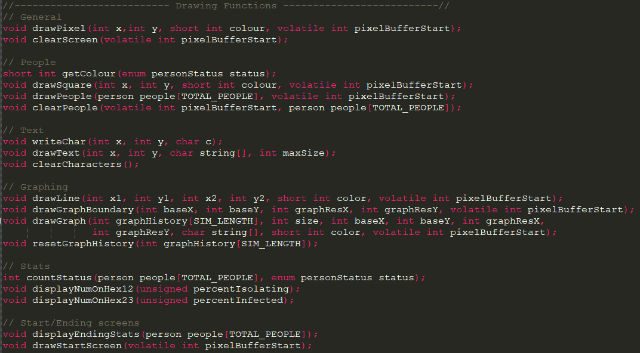 //-------------------------- Drawing Functions --------------------------//
// General
void drawPixel(int x,int y, short int colour, volatile int pixelBufferStart);
void clearScreen(volatile int pixelBufferStart);
// People
short int getColour(enum personStatus status);
void drawSquare(int x, int y, short int colour, volatile int pixelBufferStart);
void drawPeople(person people[TOTAL_PEOPLE], volatile int pixelBufferStart);
void clearPeople(volatile int pixelBufferStart, person people[TOTAL_PEOPLE]);
// Text
void writeChar(int x, int y, char c);
void drawText(int x, int y, char string[], int maxSize);
void clearCharacters();
// Graphing
void drawLine(int x1, int y1, int x2, int y2, short int color, volatile int pixelBufferStart);
void drawGraphBoundary(int baseX, int baseY, int graphResX, int graphResY, volatile int pixelBufferStart);
void drawGraph(int graphHistory[SIM_LENGTH], int size, int baseX, int baseY, int graphResX,
int graphResY, char string[], short int color, volatile int pixelBufferStart);
void resetGraphHistory(int graphHistory[SIM_LENGTH]);
// Stats
int countStatus(person people[TOTAL_PEOPLE], enum personStatus status);
void displayNumOnHex12(unsigned percentIsolating);
void displayNumOnHex23(unsigned percentInfected);
// Start/Ending screens
void displayEndingStats(person people[TOTAL_PEOPLE]);
void drawStartScreen(volatile int pixelBufferStart);